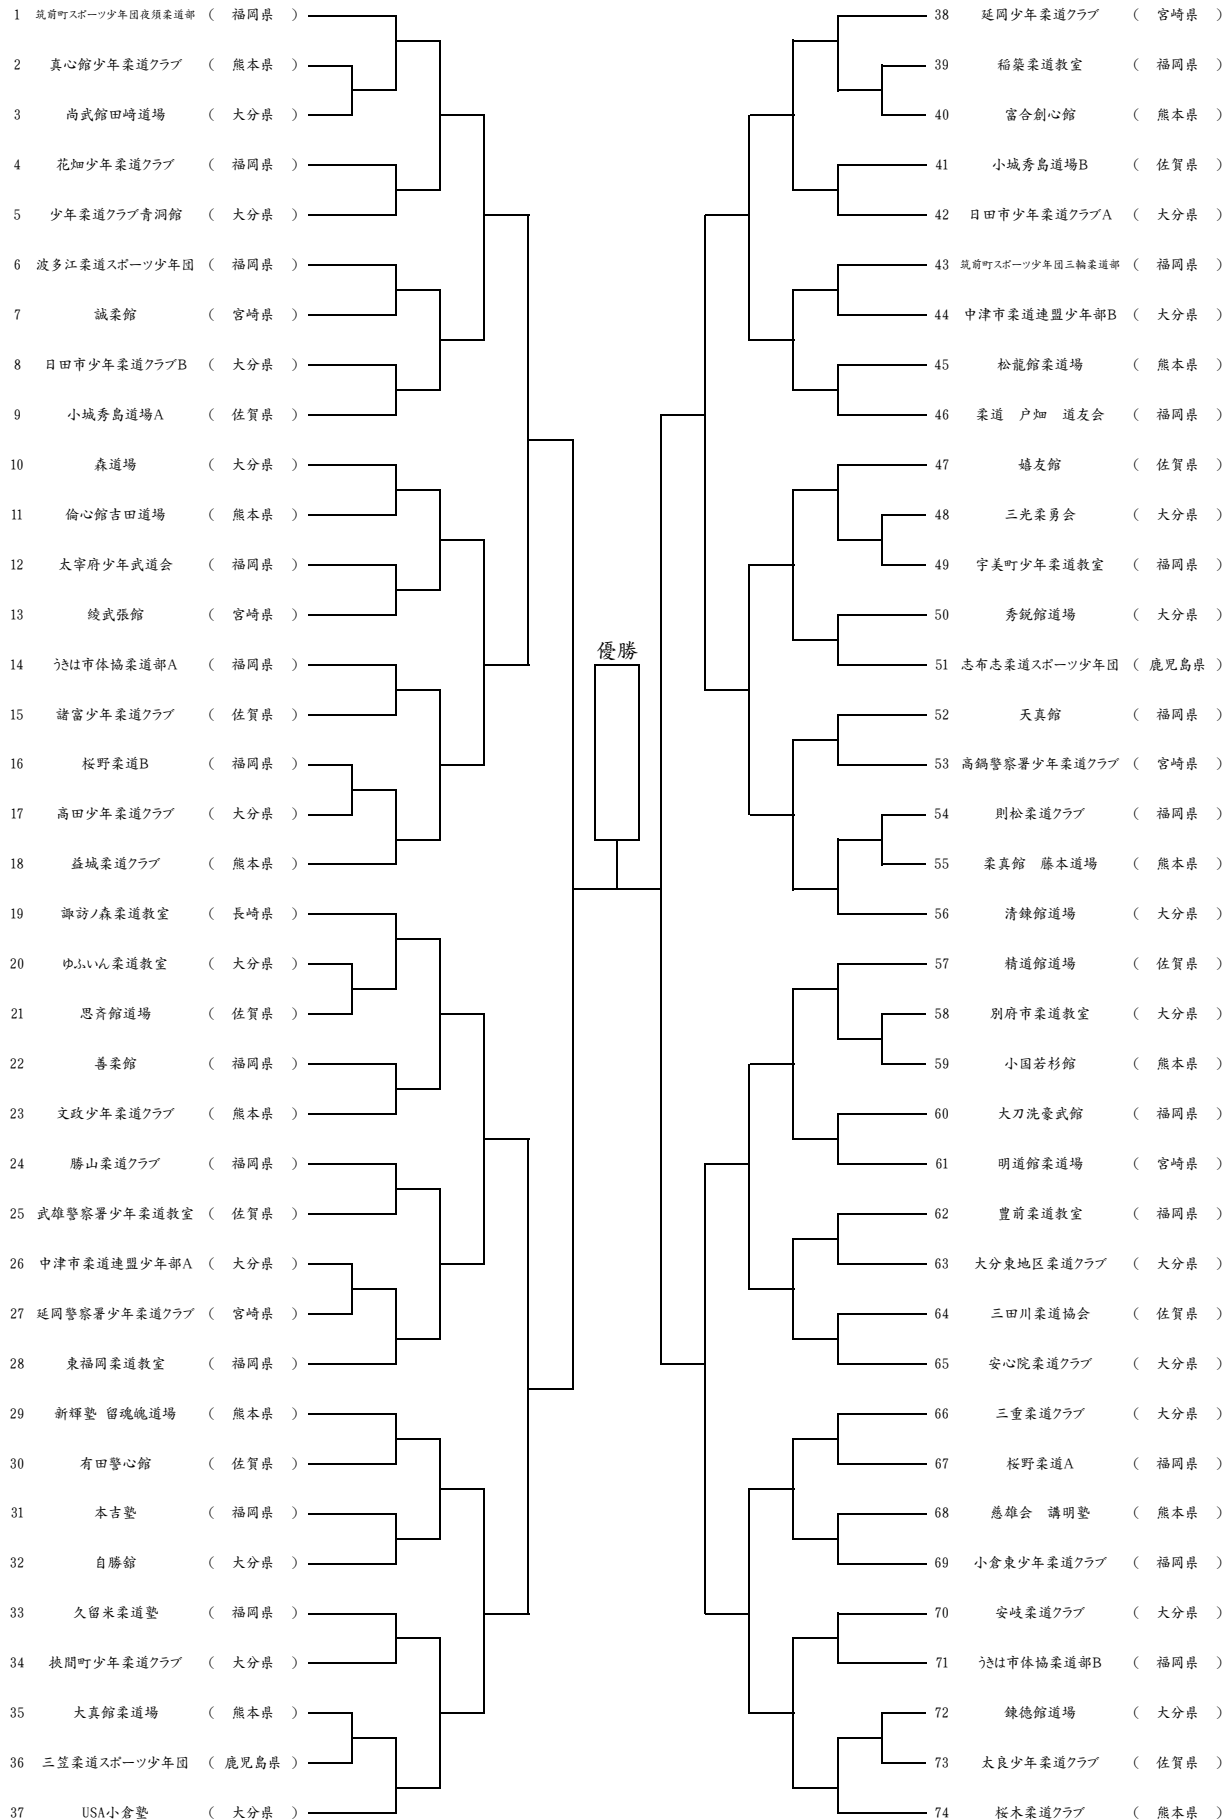 1 筑前町スポーツ少年団夜須柔道部 （ 福岡県 ）
2 真心館少年柔道クラブ （ 熊本県 ）
3 尚武館田﨑道場 （ 大分県 ）
4 花畑少年柔道クラブ （ 福岡県 ）
5 少年柔道クラブ青洞館 （ 大分県 ）
6 波多江柔道スポーツ少年団 （ 福岡県 ）
7 誠柔館 （ 宮崎県 ）
8 日田市少年柔道クラブB （ 大分県 ）
9 小城秀島道場A （ 佐賀県 ）
10 森道場 （ 大分県 ）
11 倫心館吉田道場 （ 熊本県 ）
12 太宰府少年武道会 （ 福岡県 ）
13 綾武張館 （ 宮崎県 ）
14 うきは市体協柔道部A （ 福岡県 ）
15 諸富少年柔道クラブ （ 佐賀県 ）
16 桜野柔道B （ 福岡県 ）
17 高田少年柔道クラブ （ 大分県 ）
18 益城柔道クラブ （ 熊本県 ）
19 諏訪ノ森柔道教室 （ 長崎県 ）
20 ゆふいん柔道教室 （ 大分県 ）
21 思斉館道場 （ 佐賀県 ）
22 善柔館 （ 福岡県 ）
23 文政少年柔道クラブ （ 熊本県 ）
24 勝山柔道クラブ （ 福岡県 ）
25 武雄警察署少年柔道教室 （ 佐賀県 ）
26 中津市柔道連盟少年部A （ 大分県 ）
27 延岡警察署少年柔道クラブ （ 宮崎県 ）
28 東福岡柔道教室 （ 福岡県 ）
29 新輝塾 留魂魄道場 （ 熊本県 ）
30 有田警心館 （ 佐賀県 ）
31 本吉塾 （ 福岡県 ）
32 自勝舘 （ 大分県 ）
33 久留米柔道塾 （ 福岡県 ）
34 挾間町少年柔道クラブ （ 大分県 ）
35 大真館柔道場 （ 熊本県 ）
36 三笠柔道スポーツ少年団 （ 鹿児島県 ）
37 USA小倉塾 （ 大分県 ）
優勝
38 延岡少年柔道クラブ （ 宮崎県 ）
39 稲築柔道教室 （ 福岡県 ）
40 富合創心館 （ 熊本県 ）
41 小城秀島道場B （ 佐賀県 ）
42 日田市少年柔道クラブA （ 大分県 ）
43 筑前町スポーツ少年団三輪柔道部 （ 福岡県 ）
44 中津市柔道連盟少年部B （ 大分県 ）
45 松龍館柔道場 （ 熊本県 ）
46 柔道　戸畑　道友会 （ 福岡県 ）
47 嬉友館 （ 佐賀県 ）
48 三光柔勇会 （ 大分県 ）
49 宇美町少年柔道教室 （ 福岡県 ）
50 秀鋭館道場 （ 大分県 ）
51 志布志柔道スポーツ少年団 （ 鹿児島県 ）
52 天真館 （ 福岡県 ）
53 高鍋警察署少年柔道クラブ （ 宮崎県 ）
54 則松柔道クラブ （ 福岡県 ）
55 柔真館　藤本道場 （ 熊本県 ）
56 清錬館道場 （ 大分県 ）
57 精道館道場 （ 佐賀県 ）
58 別府市柔道教室 （ 大分県 ）
59 小国若杉館 （ 熊本県 ）
60 大刀洗豪武館 （ 福岡県 ）
61 明道館柔道場 （ 宮崎県 ）
62 豊前柔道教室 （ 福岡県 ）
63 大分東地区柔道クラブ （ 大分県 ）
64 三田川柔道協会 （ 佐賀県 ）
65 安心院柔道クラブ （ 大分県 ）
66 三重柔道クラブ （ 大分県 ）
67 桜野柔道A （ 福岡県 ）
68 慈雄会　講明塾 （ 熊本県 ）
69 小倉東少年柔道クラブ （ 福岡県 ）
70 安岐柔道クラブ （ 大分県 ）
71 うきは市体協柔道部B （ 福岡県 ）
72 錬徳館道場 （ 大分県 ）
73 太良少年柔道クラブ （ 佐賀県 ）
74 桜木柔道クラブ （ 熊本県 ）